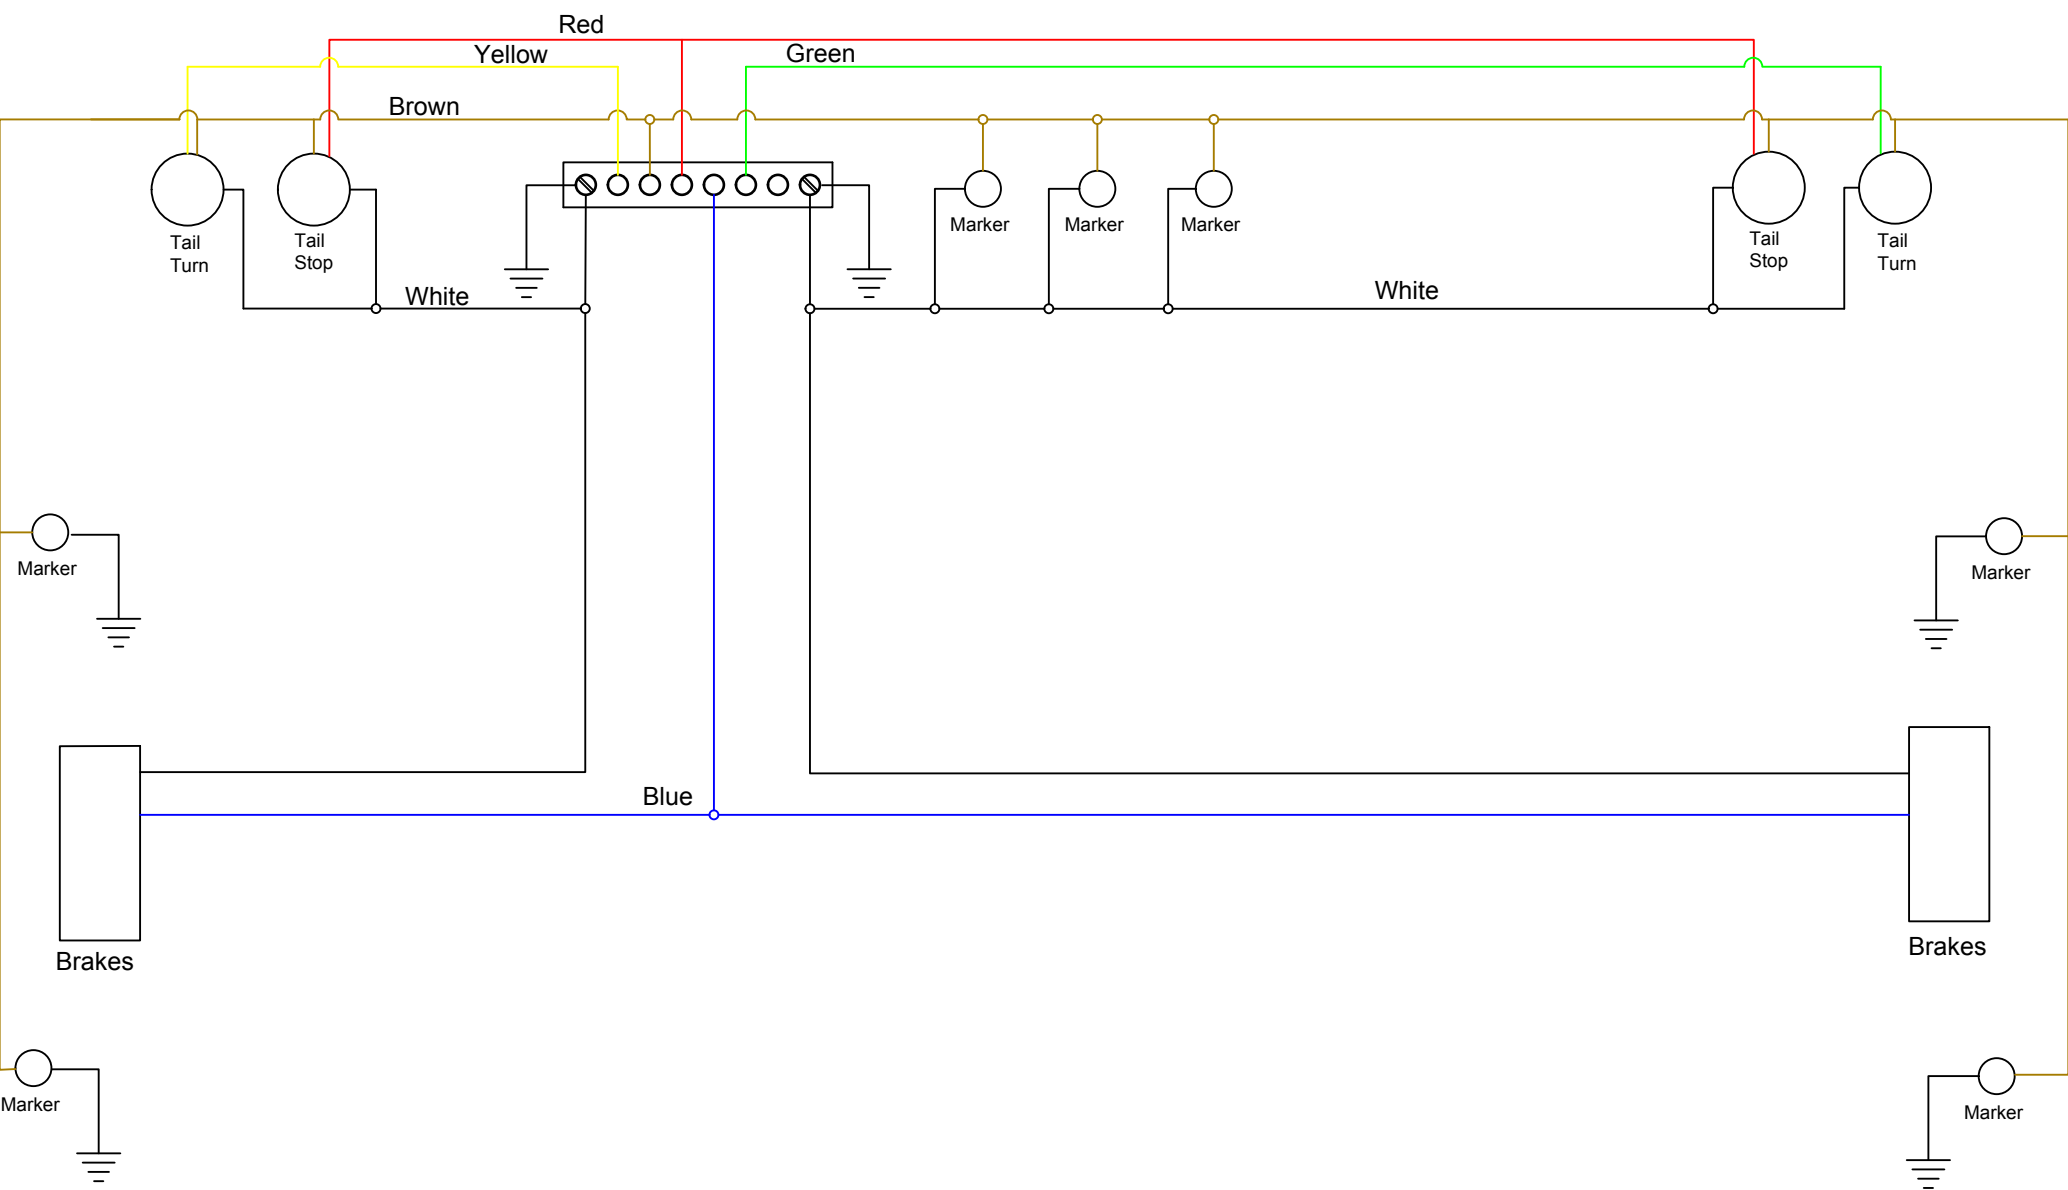 Red
Yellow
Green
Brown
Tail
Turn
Tail
Stop
Marker
Marker
Marker
Tail
Stop
Tail
Turn
White
White
Marker
Marker
Blue
Brakes
Brakes
Marker
Marker